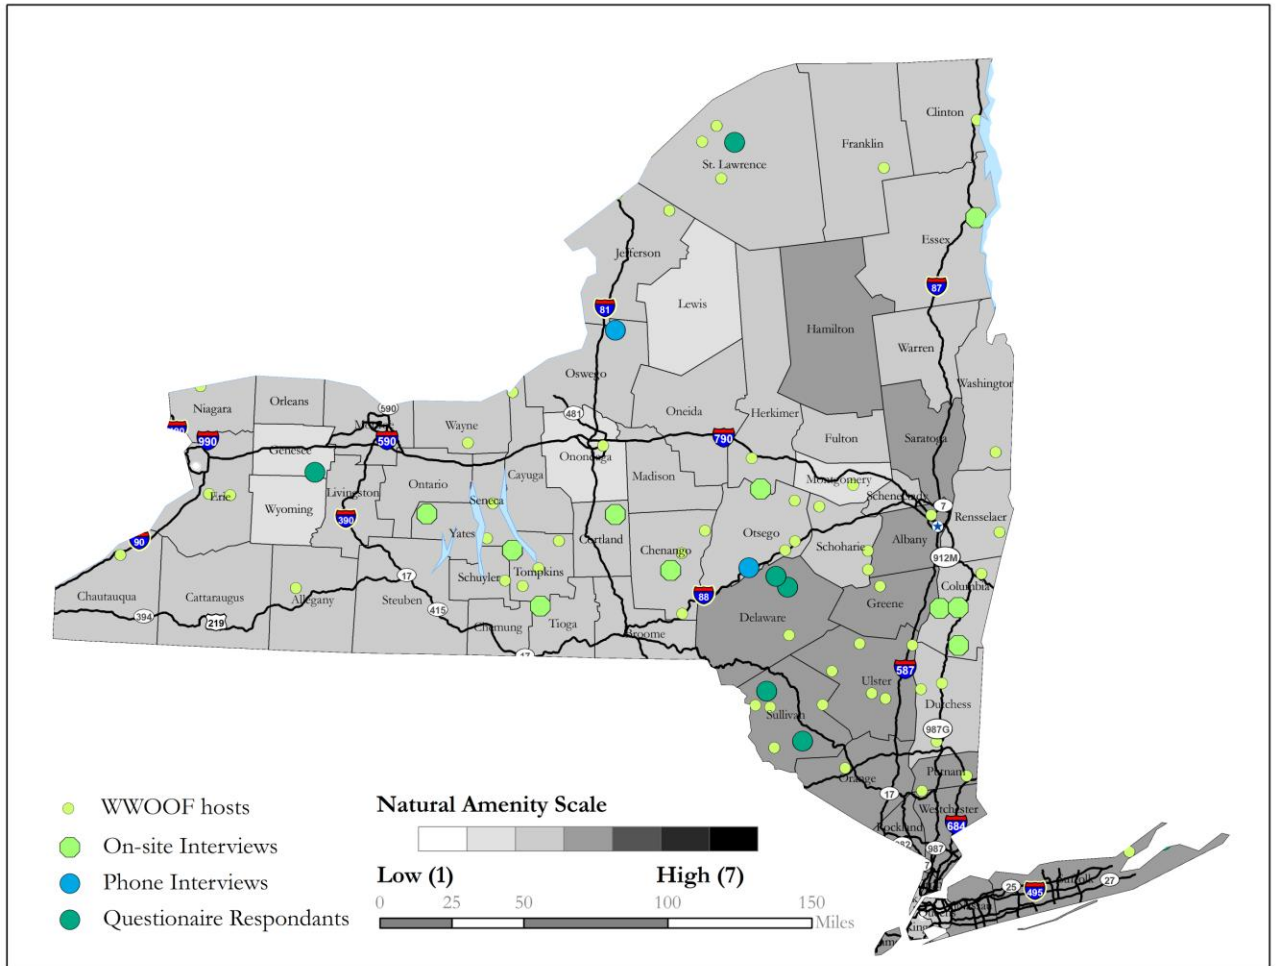 Clinton
Franklin
St. Lawrence
Essex
Jefferson
87
Lewis
81
Hamilton
Warren
Oswego
Washington
Niagara
Orleans
590
481
Oneida
Herkimer
Wayne
Fulton
Saratoga
990
590
790
Genesee
Onondaga
Cayuga
Madison
Ontario
Montgomery
Erie
Livingston
Seneca
Schenectady
7
Wyoming
390
Rensselaer
Yates
Cortland
Otsego
Albany
90
Chenango
Schoharie
912M
17
Schuyler
Tompkins
Columbia
Chautauqua
Cattaraugus
Allegany
Steuben
88
Greene
394
219
415
Delaware
Chemung
Tioga
Broome
17
587
Ulster
Dutchess
Sullivan
987G
Putnam
Orange
17
WWOOF hosts
Natural Amenity Scale
Westchester
Rockland
684
On-site Interviews
987
7
Phone Interviews
Low (1)
High (7)
Suffolk
25
495
27
Questionaire Respondants
0
25
50
100
150
Miles